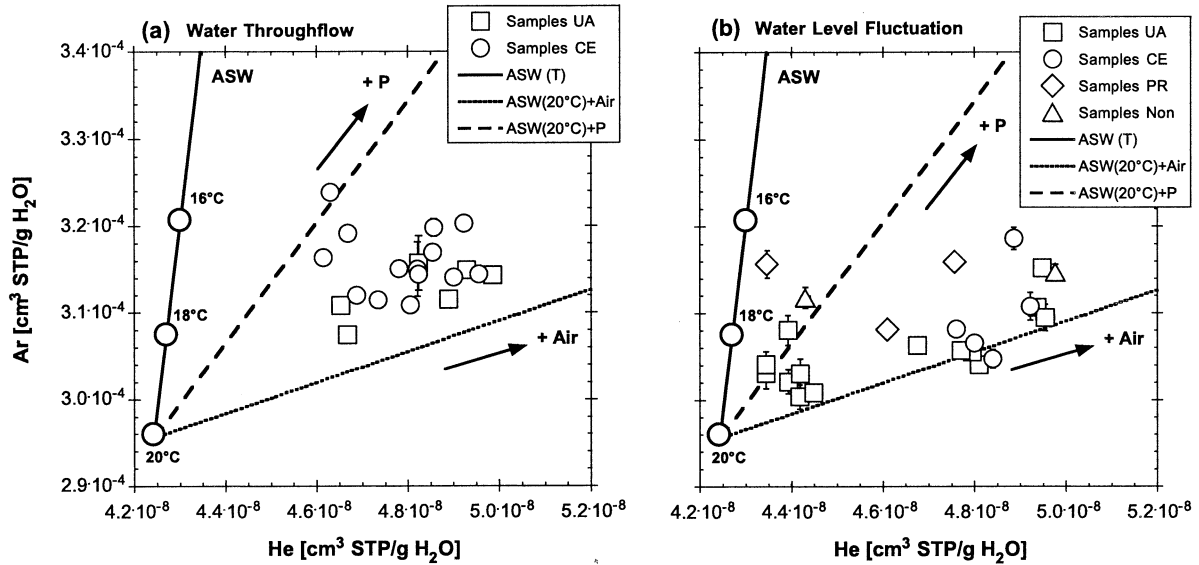 (a) Water Throughflow
Samples UA
Samples CE
ASW (T)
ASW(20°C)+Air
ASW(20°C)+P
3.4·10⁻⁴
3.3·10⁻⁴
3.2·10⁻⁴
3.1·10⁻⁴
3.0·10⁻⁴
2.9·10⁻⁴
Ar [cm³ STP/g H₂O]
ASW
+ P
16°C
18°C
+ Air
20°C
4.2·10⁻⁸ 4.4·10⁻⁸ 4.6·10⁻⁸ 4.8·10⁻⁸ 5.0·10⁻⁸ 5.2·10⁻⁸
He [cm³ STP/g H₂O]
(b) Water Level Fluctuation
Samples UA
Samples CE
Samples PR
Samples Non
ASW (T)
ASW(20°C)+Air
ASW(20°C)+P
ASW
+ P
16°C
18°C
+ Air
20°C
4.2·10⁻⁸ 4.4·10⁻⁸ 4.6·10⁻⁸ 4.8·10⁻⁸ 5.0·10⁻⁸ 5.2·10⁻⁸
He [cm³ STP/g H₂O]